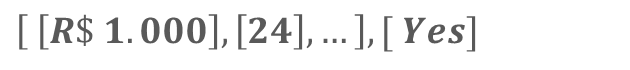 [ [R$ 1.000], [24], ... ], [ Yes]